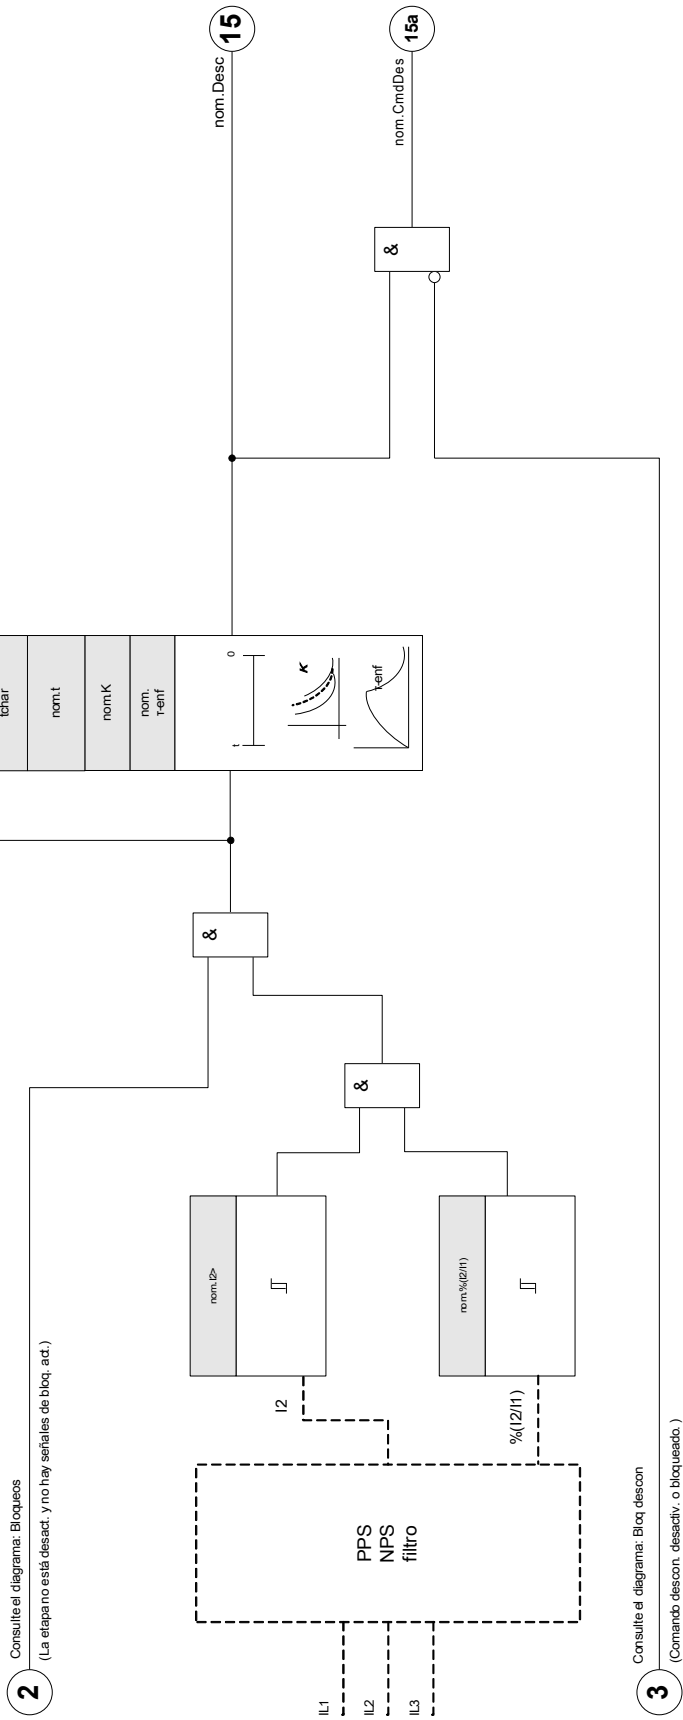 2
Consulte el diagrama: Bloqueos
(La etapa no está desact. y no hay señales de bloq. act.)
IL1
IL2
IL3
PPS
NPS
filtro
I2
%(I2/I1)
nom.I2>
nom.%(I2/I1)
&
&
tchar
nom.t
nom.K
nom.
τ-enf
t
0
K
τ-enf
nom.Desc
15
&
nom.CmdDes
15a
3
Consulte el diagrama: Bloq descon
(Comando descon. desactiv. o bloqueado. )